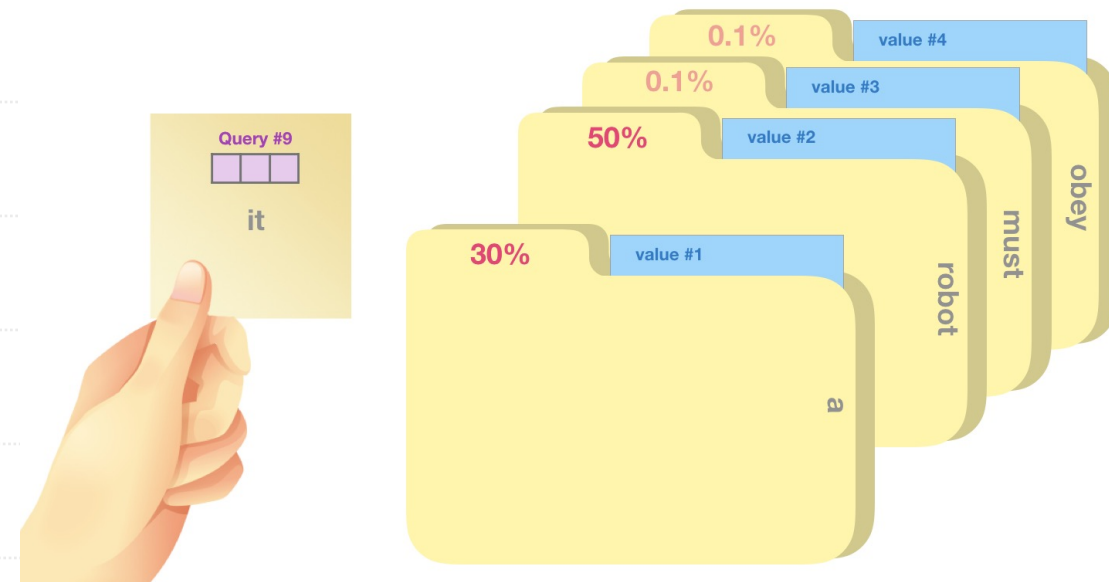 Query #9
it
0.1%
value #4
obey
0.1%
value #3
must
50%
value #2
robot
30%
value #1
a